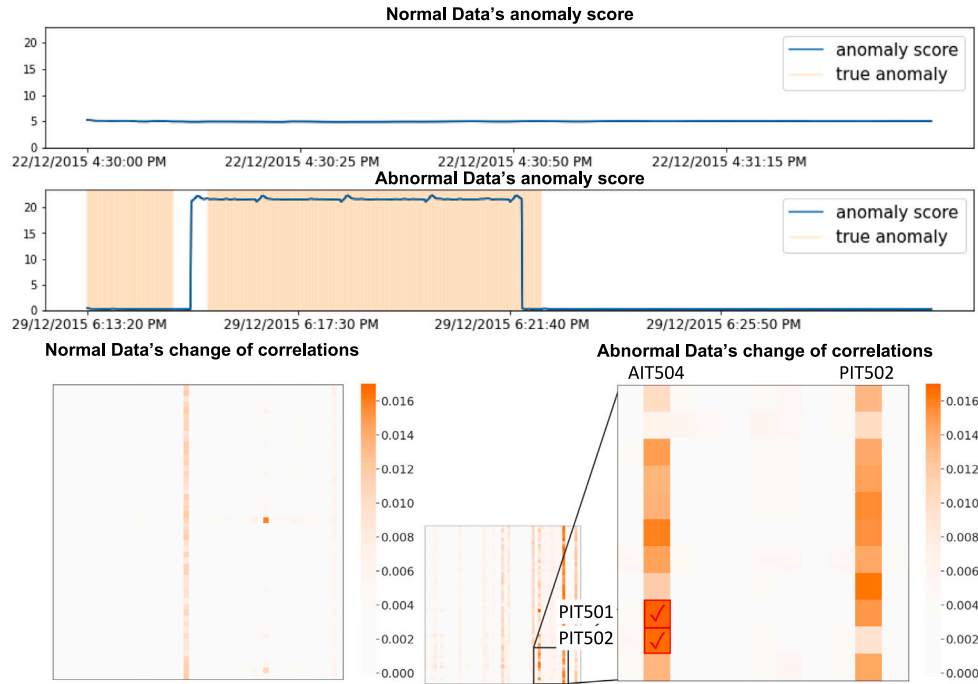 Normal Data's anomaly score
20
15
10
5
0
anomaly score
true anomaly
22/12/2015 4:30:00 PM 22/12/2015 4:30:25 PM 22/12/2015 4:30:50 PM 22/12/2015 4:31:15 PM
Abnormal Data's anomaly score
20
15
10
5
0
anomaly score
true anomaly
29/12/2015 6:13:20 PM 29/12/2015 6:17:30 PM 29/12/2015 6:21:40 PM 29/12/2015 6:25:50 PM
Normal Data's change of correlations
0.016
0.014
0.012
0.010
0.008
0.006
0.004
0.002
0.000
Abnormal Data's change of correlations
AIT504 PIT502
PIT501
PIT502
0.016
0.014
0.012
0.010
0.008
0.006
0.004
0.002
0.000